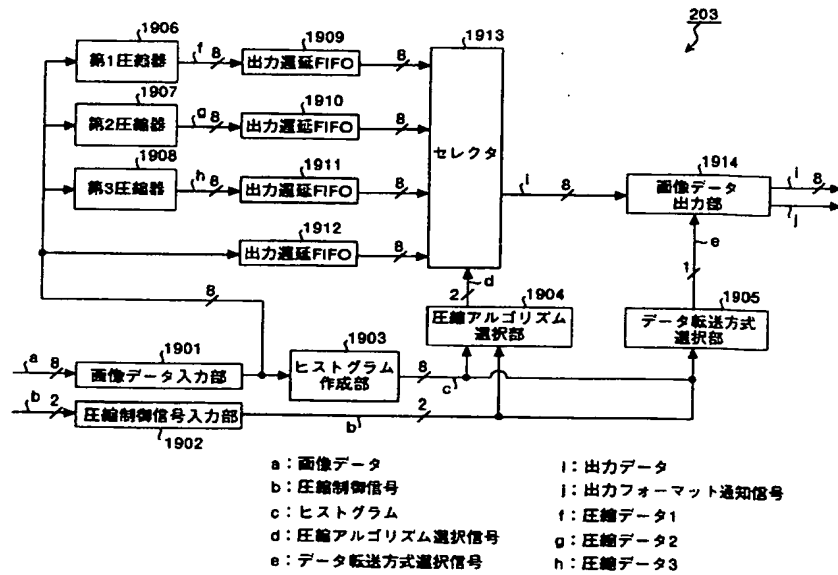 203
1906
第1圧縮器
f
8
1909
出力遅延FIFO
8
1913
セレクタ
1907
第2圧縮器
g
8
1910
出力遅延FIFO
8
1908
第3圧縮器
h
8
1911
出力遅延FIFO
8
i
8
1914
画像データ
出力部
i
8
j
1912
出力遅延FIFO
8
e
1
d
2
1904
圧縮アルゴリズム
選択部
1905
データ転送方式
選択部
8
a
8
1901
画像データ入力部
1903
ヒストグラム
作成部
8
c
b
2
圧縮制御信号入力部
1902
b
2
a：画像データ
b：圧縮制御信号
c：ヒストグラム
d：圧縮アルゴリズム選択信号
e：データ転送方式選択信号
i：出力データ
j：出力フォーマット通知信号
f：圧縮データ1
g：圧縮データ2
h：圧縮データ3